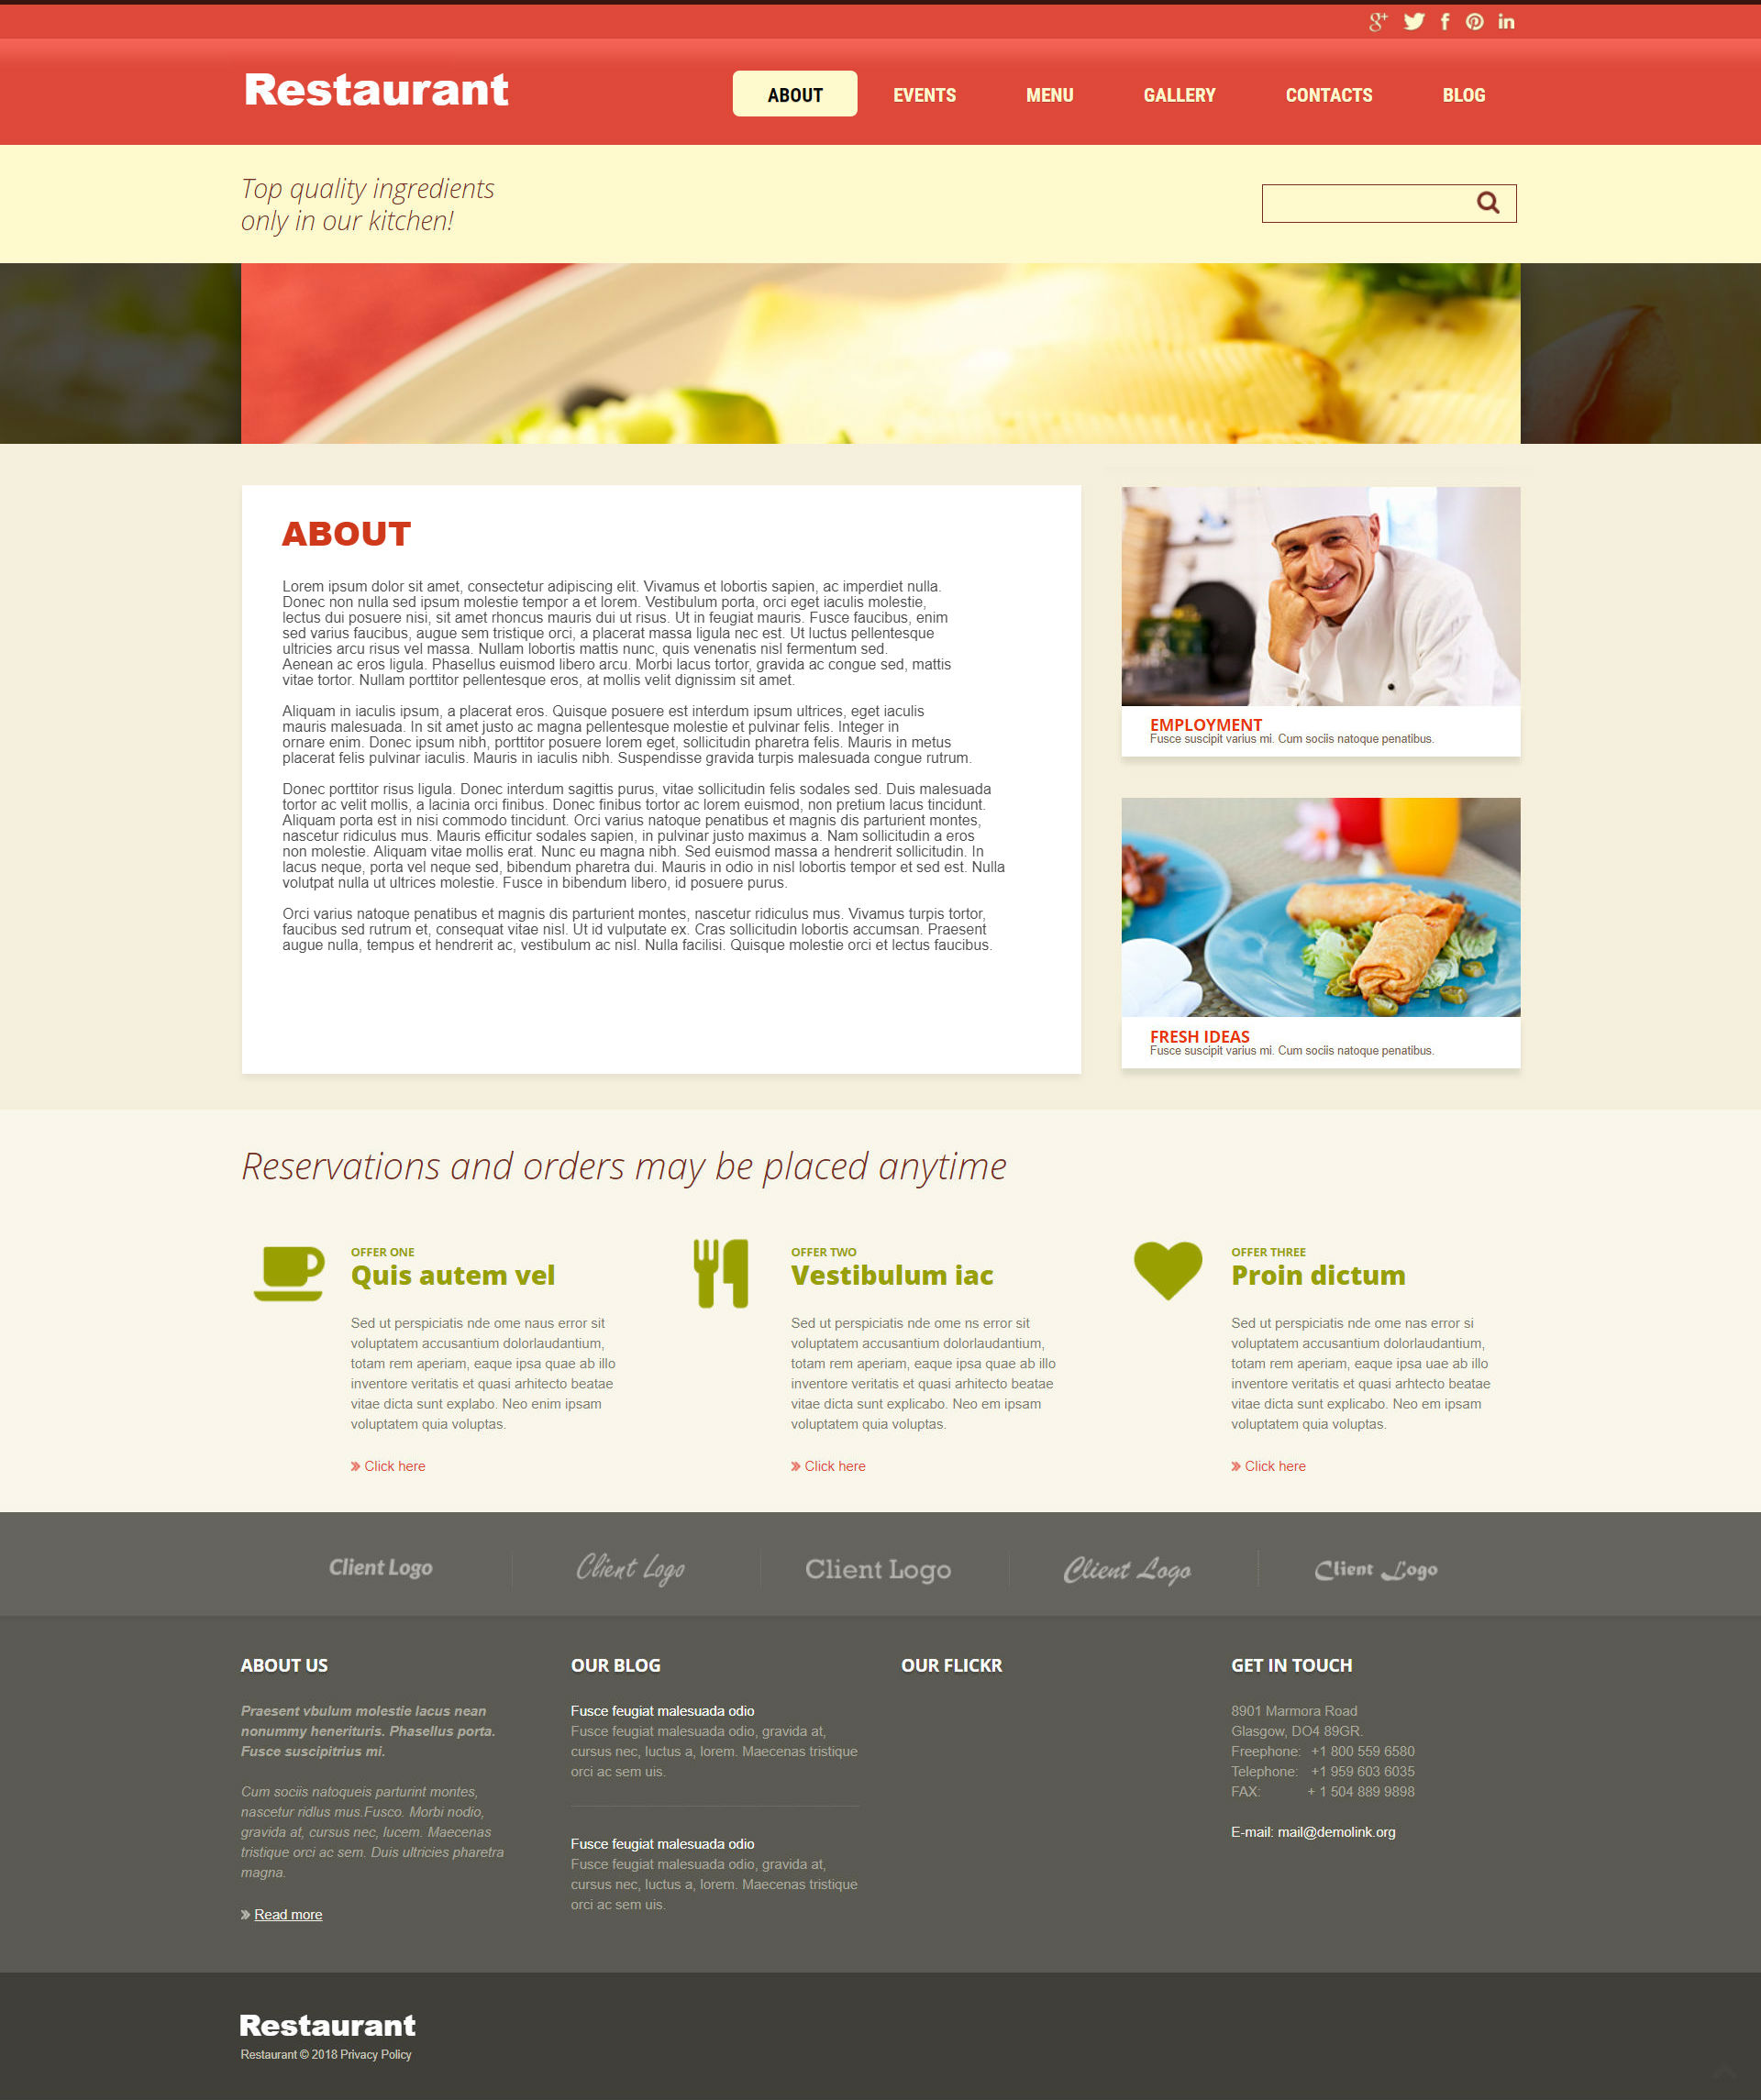 Restaurant
ABOUT
EVENTS
MENU
GALLERY
CONTACTS
BLOG
Top quality ingredients
only in our kitchen!
ABOUT
Lorem ipsum dolor sit amet, consectetur adipiscing elit. Vivamus et lobortis sapien, ac imperdiet nulla.
Donec non nulla sed ipsum molestie tempor a et lorem. Vestibulum porta, orci eget iaculis molestie,
lectus dui posuere nisi, sit amet rhoncus mauris dui ut risus. Ut in feugiat mauris. Fusce faucibus, enim
sed varius faucibus, augue sem tristique orci, a placerat massa ligula nec est. Ut luctus pellentesque
ultricies arcu risus vel massa. Nullam lobortis mattis nunc, quis venenatis nisl fermentum sed.
Aenean ac eros ligula. Phasellus euismod libero arcu. Morbi lacus tortor, gravida ac congue sed, mattis
vitae tortor. Nullam porttitor pellentesque eros, at mollis velit dignissim sit amet.
Aliquam in iaculis ipsum, a placerat eros. Quisque posuere est interdum ipsum ultrices, eget iaculis
mauris malesuada. In sit amet justo ac magna pellentesque molestie et pulvinar felis. Integer in
ornare enim. Donec ipsum nibh, porttitor posuere lorem eget, sollicitudin pharetra felis. Mauris in metus
placerat felis pulvinar iaculis. Mauris in iaculis nibh. Suspendisse gravida turpis malesuada congue rutrum.
Donec porttitor risus ligula. Donec interdum sagittis purus, vitae sollicitudin felis sodales sed. Duis malesuada
tortor ac velit mollis, a lacinia orci finibus. Donec finibus tortor ac lorem euismod, non pretium lacus tincidunt.
Aliquam porta est in nisi commodo tincidunt. Orci varius natoque penatibus et magnis dis parturient montes,
nascetur ridiculus mus. Mauris efficitur sodales sapien, in pulvinar justo maximus a. Nam sollicitudin a eros
non molestie. Aliquam vitae mollis erat. Nunc eu magna nibh. Sed euismod massa a hendrerit sollicitudin. In
lacus neque, porta vel neque sed, bibendum pharetra dui. Mauris in odio in nisl lobortis tempor et sed est. Nulla
volutpat nulla ut ultrices molestie. Fusce in bibendum libero, id posuere purus.
Orci varius natoque penatibus et magnis dis parturient montes, nascetur ridiculus mus. Vivamus turpis tortor,
faucibus sed rutrum et, consequat vitae nisl. Ut id vulputate ex. Cras sollicitudin lobortis accumsan. Praesent
augue nulla, tempus et hendrerit ac, vestibulum ac nisl. Nulla facilisi. Quisque molestie orci et lectus faucibus.
EMPLOYMENT
Fusce suscipit varius mi. Cum sociis natoque penatibus.
FRESH IDEAS
Fusce suscipit varius mi. Cum sociis natoque penatibus.
Reservations and orders may be placed anytime
OFFER ONE
Quis autem vel
Sed ut perspiciatis nde ome naus error sit
voluptatem accusantium dolorlaudantium,
totam rem aperiam, eaque ipsa quae ab illo
inventore veritatis et quasi arhitecto beatae
vitae dicta sunt explabo. Neo enim ipsam
voluptatem quia voluptas.
Click here
OFFER TWO
Vestibulum iac
Sed ut perspiciatis nde ome ns error sit
voluptatem accusantium dolorlaudantium,
totam rem aperiam, eaque ipsa quae ab illo
inventore veritatis et quasi arhitecto beatae
vitae dicta sunt explicabo. Neo em ipsam
voluptatem quia voluptas.
Click here
OFFER THREE
Proin dictum
Sed ut perspiciatis nde ome nas error si
voluptatem accusantium dolorlaudantium,
totam rem aperiam, eaque ipsa uae ab illo
inventore veritatis et quasi arhitecto beatae
vitae dicta sunt explicabo. Neo em ipsam
voluptatem quia voluptas.
Click here
Client Logo
Client Logo
Client Logo
Client Logo
Client Logo
ABOUT US
Praesent vbulum molestie lacus nean
nonummy henerituris. Phasellus porta.
Fusce suscipitrius mi.
Cum sociis natoqueis parturint montes,
nascetur ridlus mus.Fusco. Morbi nodio,
gravida at, cursus nec, lucem. Maecenas
tristique orci ac sem. Duis ultricies pharetra
magna.
Read more
OUR BLOG
Fusce feugiat malesuada odio
Fusce feugiat malesuada odio, gravida at,
cursus nec, luctus a, lorem. Maecenas tristique
orci ac sem uis.
Fusce feugiat malesuada odio
Fusce feugiat malesuada odio, gravida at,
cursus nec, luctus a, lorem. Maecenas tristique
orci ac sem uis.
OUR FLICKR
GET IN TOUCH
8901 Marmora Road
Glasgow, DO4 89GR.
Freephone: +1 800 559 6580
Telephone: +1 959 603 6035
FAX: + 1 504 889 9898
E-mail: mail@demolink.org
Restaurant
Restaurant © 2018 Privacy Policy